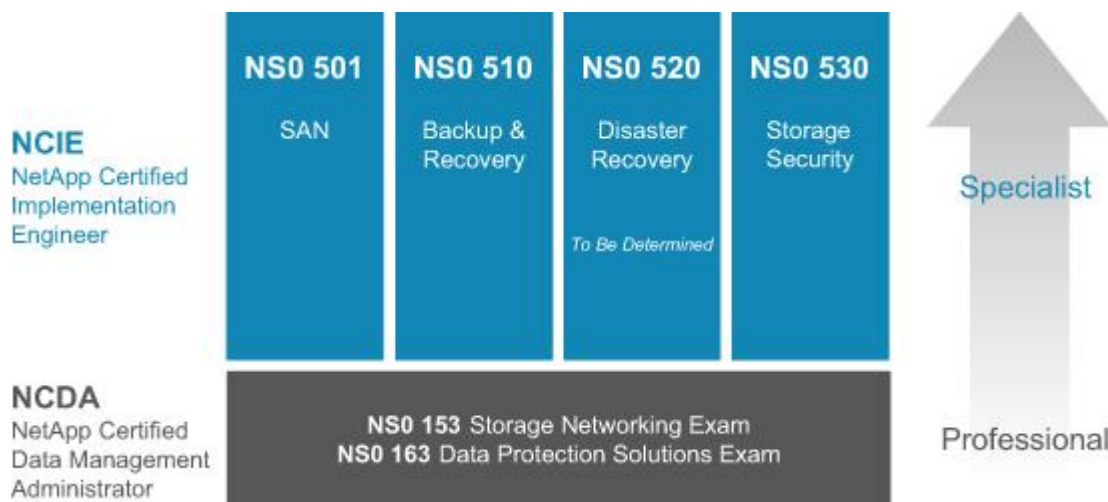 NS0 501
NS0 510
NS0 520
NS0 530
SAN
Backup &
Recovery
Disaster
Recovery
Storage
Security
To Be Determined
NCIE
NetApp Certified
Implementation
Engineer
Specialist
NCDA
NetApp Certified
Data Management
Administrator
NS0 153 Storage Networking Exam
NS0 163 Data Protection Solutions Exam
Professional